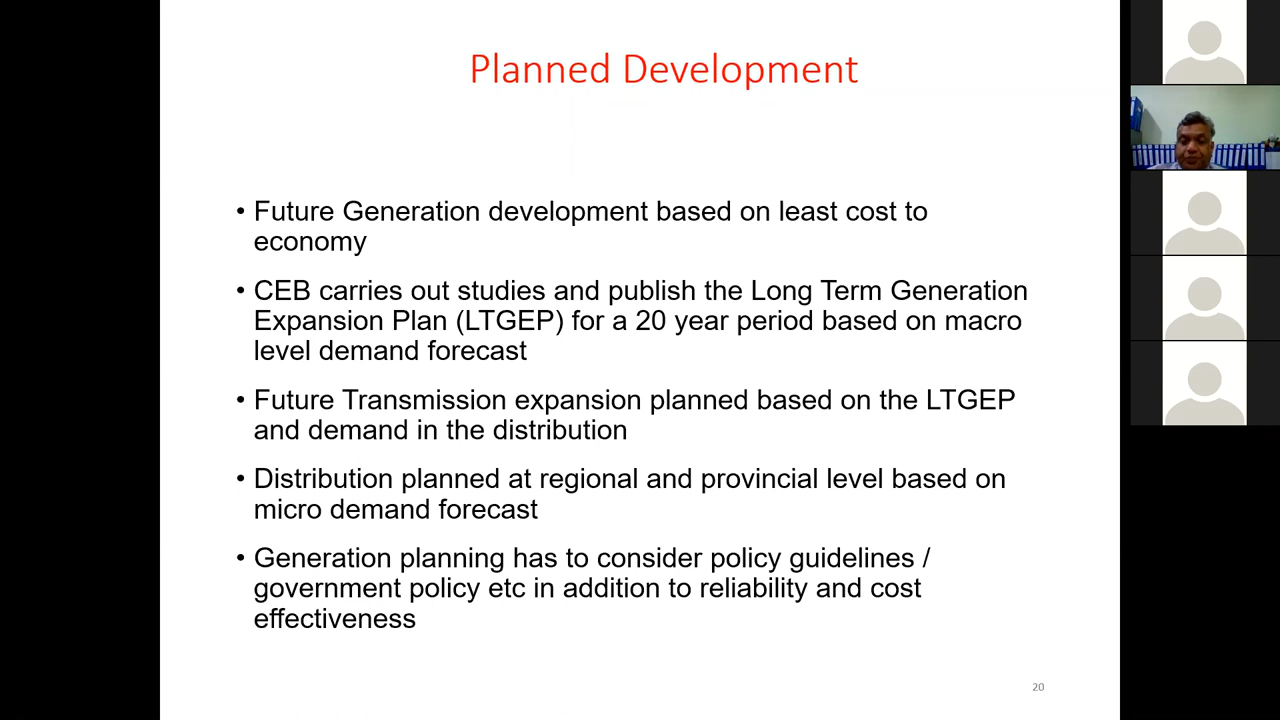 Planned Development
• Future Generation development based on least cost to
economy
• CEB carries out studies and publish the Long Term Generation
Expansion Plan (LTGEP) for a 20 year period based on macro
level demand forecast
• Future Transmission expansion planned based on the LTGEP
and demand in the distribution
• Distribution planned at regional and provincial level based on
micro demand forecast
• Generation planning has to consider policy guidelines /
government policy etc in addition to reliability and cost
effectiveness
20